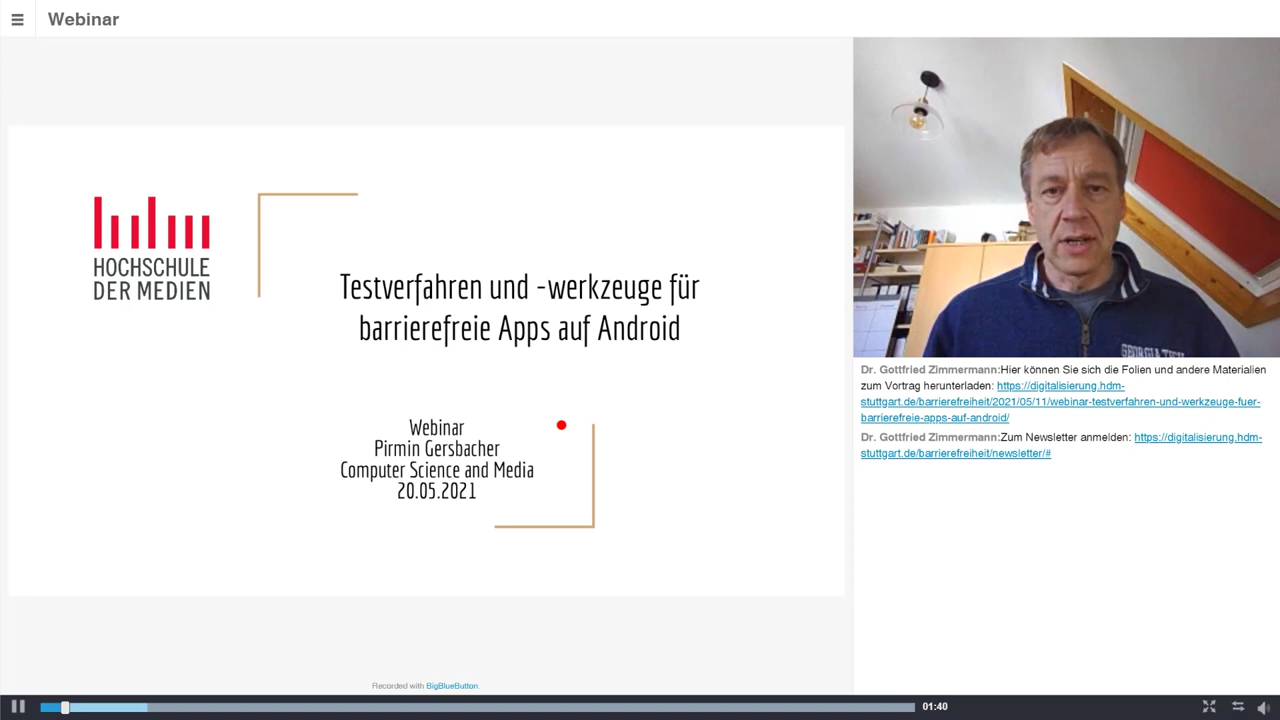 Webinar
HOCHSCHULE
DER MEDIEN
Testverfahren und -werkzeuge für
barrierefreie Apps auf Android
Webinar
Pirmin Gersbacher
Computer Science and Media
20.05.2021
GEORGIA TECH
Dr. Gottfried Zimmermann:Hier können Sie sich die Folien und andere Materialien
zum Vortrag herunterladen: https://digitalisierung.hdm-
stuttgart.de/barrierefreiheit/2021/05/11/webinar-testverfahren-und-werkzeuge-fuer-
barrierefreie-apps-auf-android/
Dr. Gottfried Zimmermann:Zum Newsletter anmelden: https://digitalisierung.hdm-
stuttgart.de/barrierefreiheit/newsletter/#
Recorded with BigBlueButton.
01:40